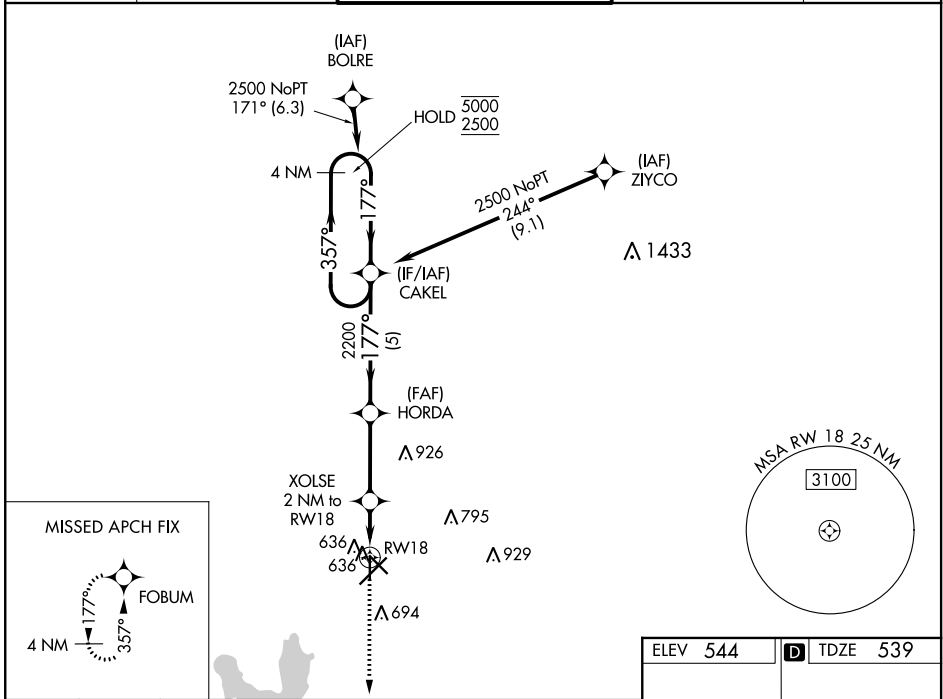 (IAF)
BOLRE
2500 NoPT
171° (6.3)
HOLD 5000
2500
4 NM
177°
357°
(IAF)
ZIYCO
2500 NoPT
244°
(9.1)
1433
(IF/IAF)
CAKEL
2200
177°
(5)
(FAF)
HORDA
926
XOLSE
2 NM to
RW18
795
636
RW18
636
929
694
MSA RW 18 25 NM
3100
MISSED APCH FIX
FOBUM
177°
357°
4 NM
ELEV 544 D TDZE 539